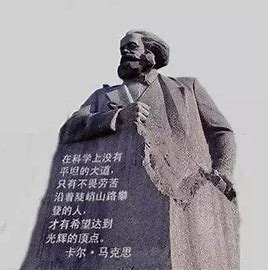 在科学上没有
平坦的大道，
只有不畏劳苦
沿着陡峭山路攀
登的人，
才有希望达到
光辉的顶点。
卡尔·马克思